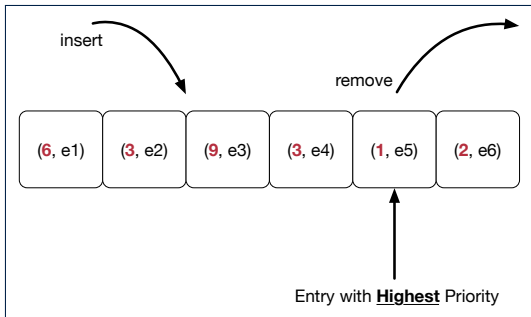 insert
remove
(6, e1) (3, e2) (9, e3) (3, e4) (1, e5) (2, e6)
Entry with Highest Priority